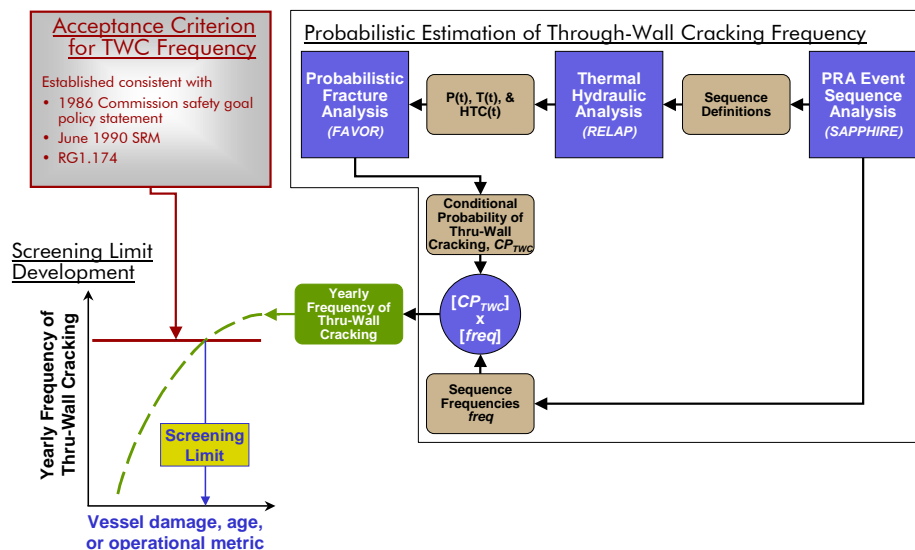 Acceptance Criterion
for TWC Frequency
Established consistent with
• 1986 Commission safety goal
policy statement
• June 1990 SRM
• RG1.174
Probabilistic Estimation of Through-Wall Cracking Frequency
Probabilistic
Fracture
Analysis
(FAVOR)
P(t), T(t), &
HTC(t)
Thermal
Hydraulic
Analysis
(RELAP)
Sequence
Definitions
PRA Event
Sequence
Analysis
(SAPPHIRE)
Conditional
Probability of
Thru-Wall
Cracking, CPTWC
[CPTWC]
x
[freq]
Sequence
Frequencies
freq
Yearly
Frequency of
Thru-Wall
Cracking
Screening Limit
Development
Yearly Frequency of
Thru-Wall Cracking
Screening
Limit
Vessel damage, age,
or operational metric